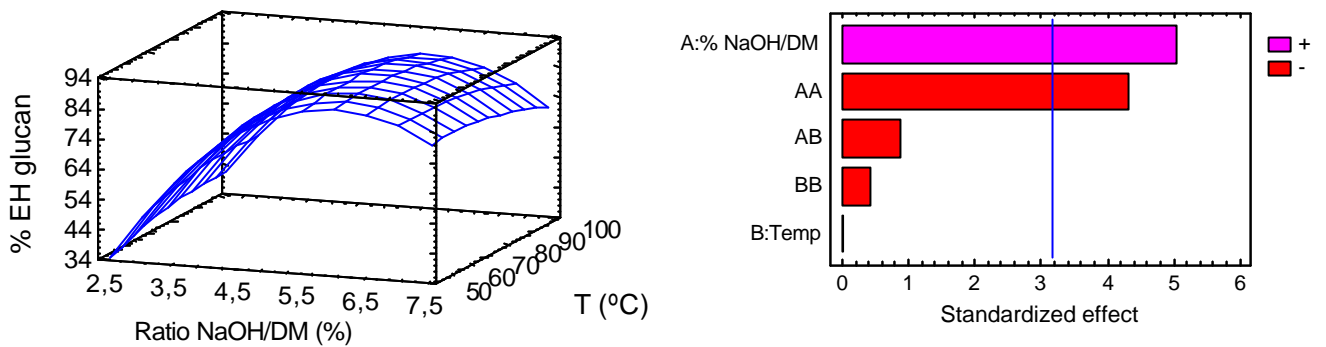 % EH glucan
94
84
74
64
54
44
34
2,5
3,5
4,5
5,5
6,5
7,5
Ratio NaOH/DM (%)
50
60
70
80
90
100
T (ºC)
A:% NaOH/DM
AA
AB
BB
B:Temp
0 1 2 3 4 5 6
Standardized effect
+
-